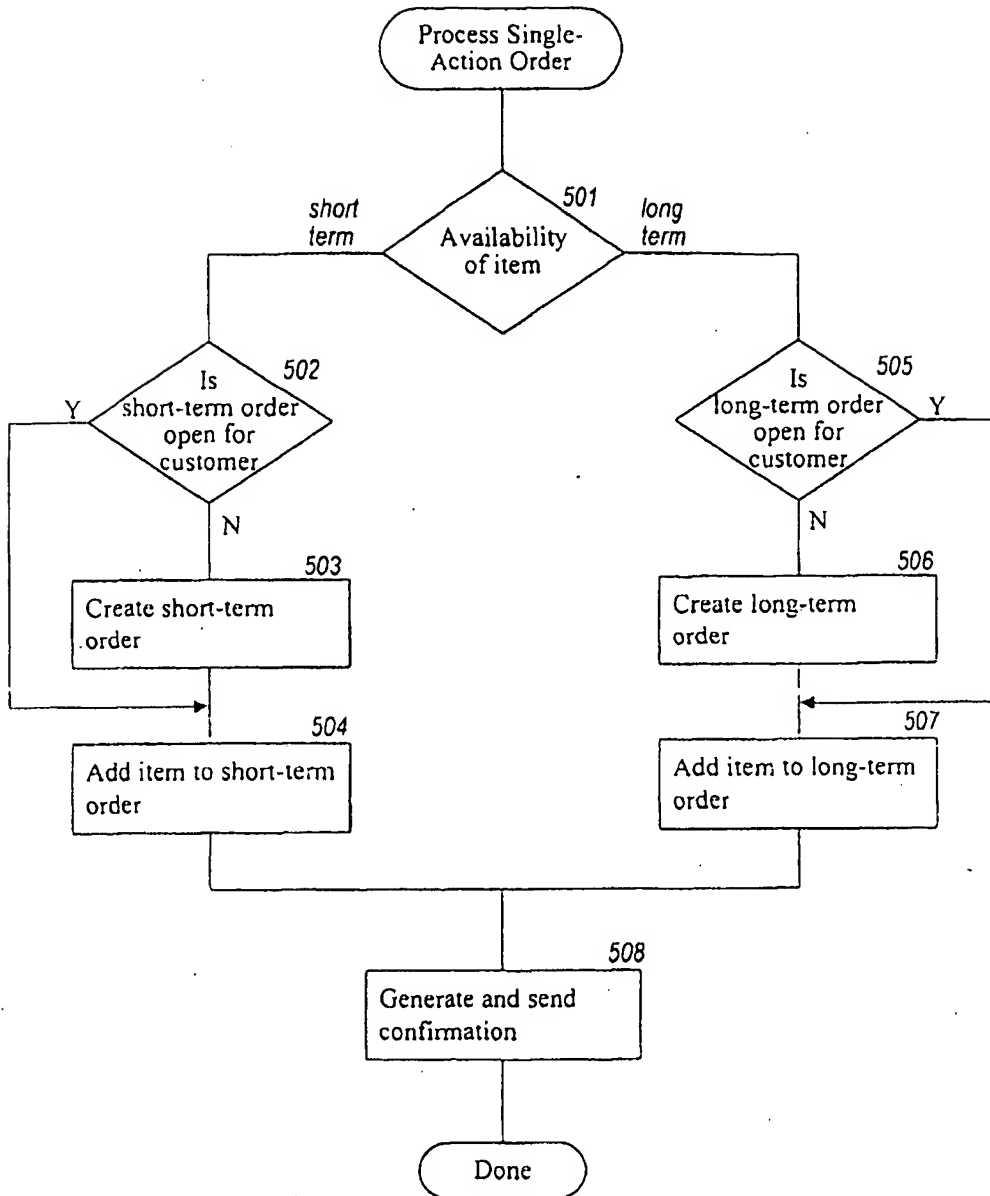 Process Single-
Action Order
501
short
term
long
term
Availability
of item
502
Is
short-term order
open for
customer
Y
N
505
Is
long-term order
open for
customer
Y
N
503
Create short-term
order
506
Create long-term
order
504
Add item to short-term
order
507
Add item to long-term
order
508
Generate and send
confirmation
Done